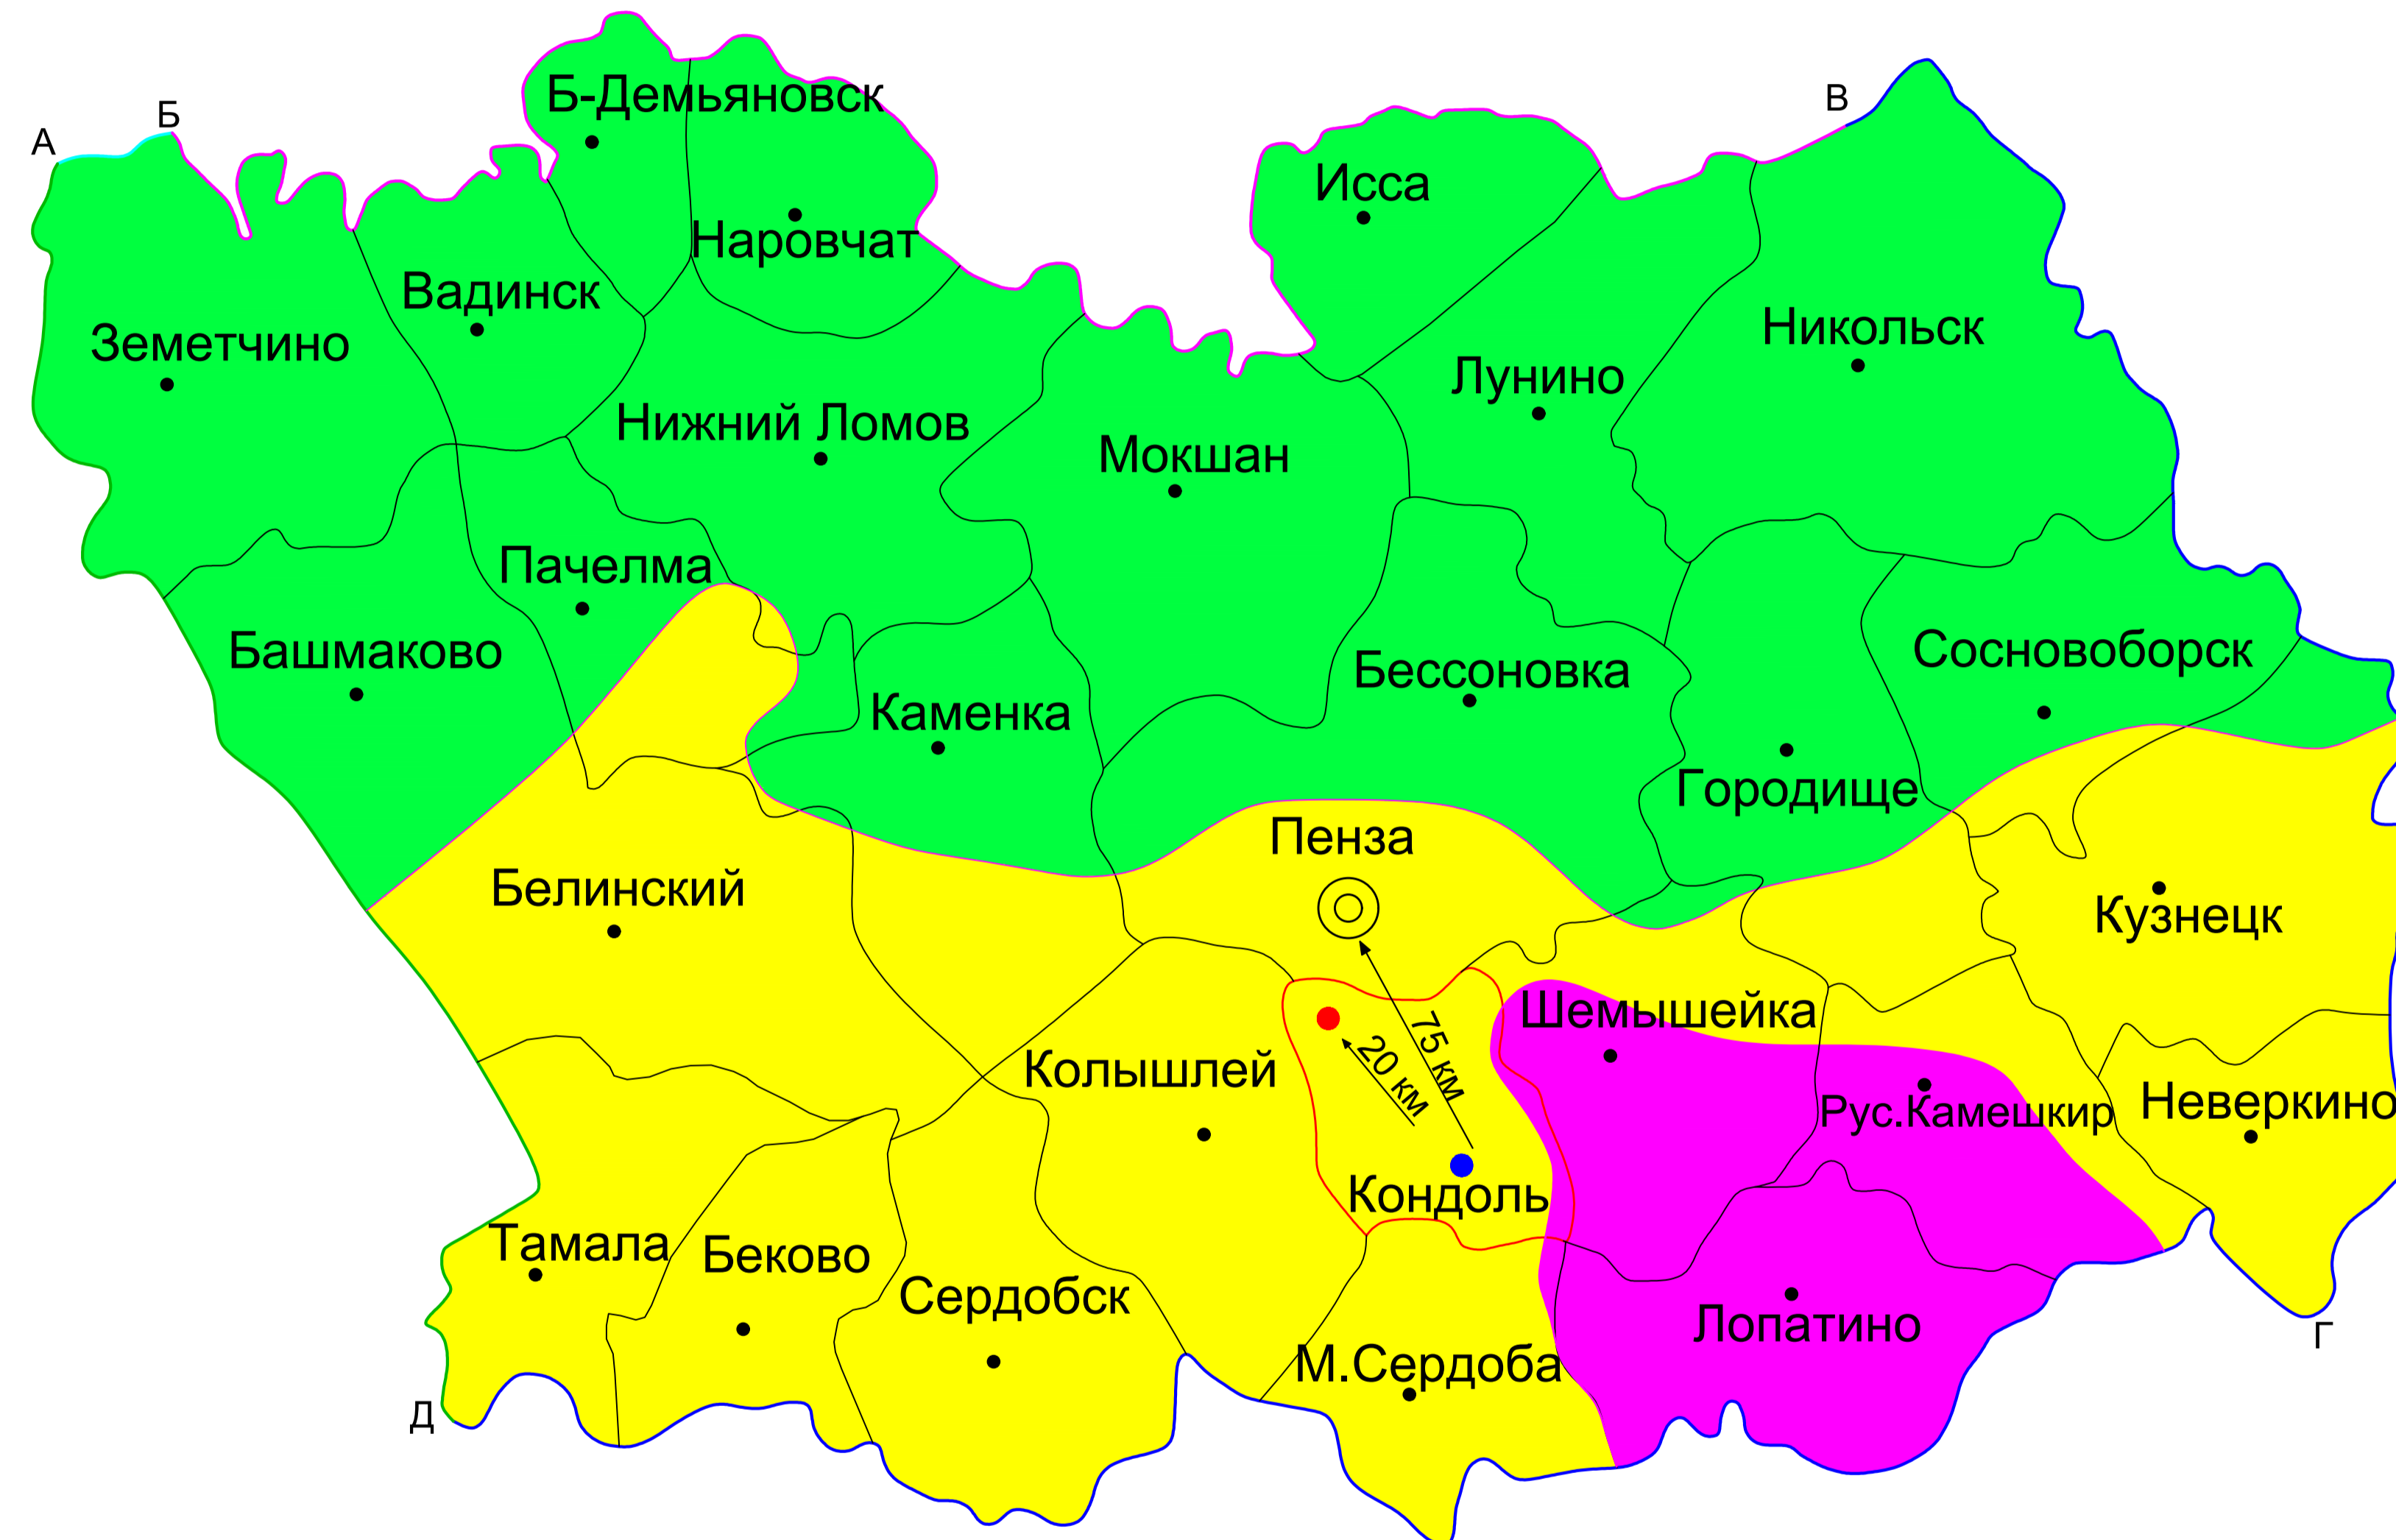 Б-Демьяновск
В
Б
А
Исса
Наровчат
Вадинск
Никольск
Земетчино
Лунино
Нижний Ломов
Мокшан
Пачелма
Башмаково
Сосновоборск
Бессоновка
Каменка
Городище
Пенза
Белинский
Кузнецк
Шемышейка
75 км
20 км
Колышлей
Рус.Камешкир
Неверкино
Кондоль
Тамала
Беково
Сердобск
Лопатино
Г
М.Сердоба
Д